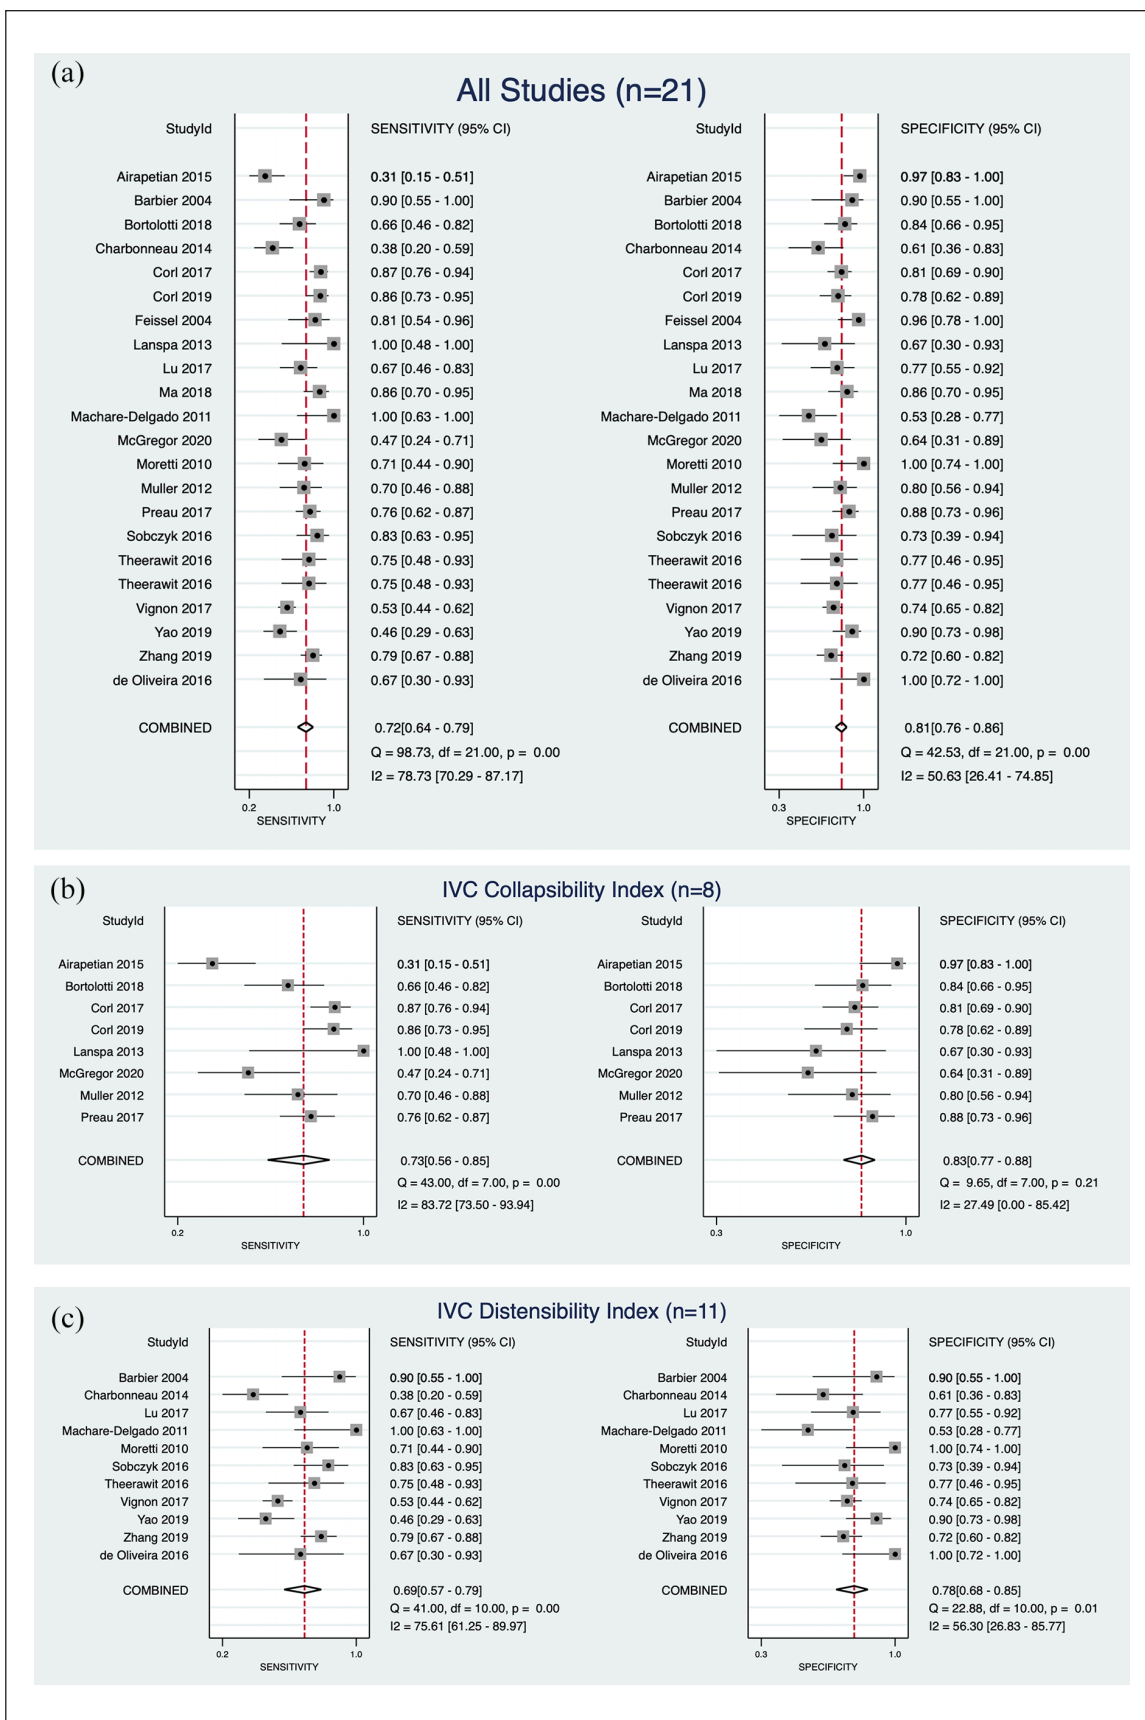 (a)
All Studies (n=21)
StudyId SENSITIVITY (95% CI) StudyId SPECIFICITY (95% CI)
Airapetian 2015 0.31 [0.15 - 0.51] Airapetian 2015 0.97 [0.83 - 1.00]
Barbier 2004 0.90 [0.55 - 1.00] Barbier 2004 0.90 [0.55 - 1.00]
Bortolotti 2018 0.66 [0.46 - 0.82] Bortolotti 2018 0.84 [0.66 - 0.95]
Charbonneau 2014 0.38 [0.20 - 0.59] Charbonneau 2014 0.61 [0.36 - 0.83]
Corl 2017 0.87 [0.76 - 0.94] Corl 2017 0.81 [0.69 - 0.90]
Corl 2019 0.86 [0.73 - 0.95] Corl 2019 0.78 [0.62 - 0.89]
Feissel 2004 0.81 [0.54 - 0.96] Feissel 2004 0.96 [0.78 - 1.00]
Lanspa 2013 1.00 [0.48 - 1.00] Lanspa 2013 0.67 [0.30 - 0.93]
Lu 2017 0.67 [0.46 - 0.83] Lu 2017 0.77 [0.55 - 0.92]
Ma 2018 0.86 [0.70 - 0.95] Ma 2018 0.86 [0.70 - 0.95]
Machare-Delgado 2011 1.00 [0.63 - 1.00] Machare-Delgado 2011 0.53 [0.28 - 0.77]
McGregor 2020 0.47 [0.24 - 0.71] McGregor 2020 0.64 [0.31 - 0.89]
Moretti 2010 0.71 [0.44 - 0.90] Moretti 2010 1.00 [0.74 - 1.00]
Muller 2012 0.70 [0.46 - 0.88] Muller 2012 0.80 [0.56 - 0.94]
Preau 2017 0.76 [0.62 - 0.87] Preau 2017 0.88 [0.73 - 0.96]
Sobczyk 2016 0.83 [0.63 - 0.95] Sobczyk 2016 0.73 [0.39 - 0.94]
Theerawit 2016 0.75 [0.48 - 0.93] Theerawit 2016 0.77 [0.46 - 0.95]
Theerawit 2016 0.75 [0.48 - 0.93] Theerawit 2016 0.77 [0.46 - 0.95]
Vignon 2017 0.53 [0.44 - 0.62] Vignon 2017 0.74 [0.65 - 0.82]
Yao 2019 0.46 [0.29 - 0.63] Yao 2019 0.90 [0.73 - 0.98]
Zhang 2019 0.79 [0.67 - 0.88] Zhang 2019 0.72 [0.60 - 0.82]
de Oliveira 2016 0.67 [0.30 - 0.93] de Oliveira 2016 1.00 [0.72 - 1.00]
COMBINED 0.72[0.64 - 0.79] COMBINED 0.81[0.76 - 0.86]
Q = 98.73, df = 21.00, p = 0.00 Q = 42.53, df = 21.00, p = 0.00
I2 = 78.73 [70.29 - 87.17] I2 = 50.63 [26.41 - 74.85]
0.2 1.0 0.3 1.0
SENSITIVITY SPECIFICITY
(b)
IVC Collapsibility Index (n=8)
StudyId SENSITIVITY (95% CI) StudyId SPECIFICITY (95% CI)
Airapetian 2015 0.31 [0.15 - 0.51] Airapetian 2015 0.97 [0.83 - 1.00]
Bortolotti 2018 0.66 [0.46 - 0.82] Bortolotti 2018 0.84 [0.66 - 0.95]
Corl 2017 0.87 [0.76 - 0.94] Corl 2017 0.81 [0.69 - 0.90]
Corl 2019 0.86 [0.73 - 0.95] Corl 2019 0.78 [0.62 - 0.89]
Lanspa 2013 1.00 [0.48 - 1.00] Lanspa 2013 0.67 [0.30 - 0.93]
McGregor 2020 0.47 [0.24 - 0.71] McGregor 2020 0.64 [0.31 - 0.89]
Muller 2012 0.70 [0.46 - 0.88] Muller 2012 0.80 [0.56 - 0.94]
Preau 2017 0.76 [0.62 - 0.87] Preau 2017 0.88 [0.73 - 0.96]
COMBINED 0.73[0.56 - 0.85] COMBINED 0.83[0.77 - 0.88]
Q = 43.00, df = 7.00, p = 0.00 Q = 9.65, df = 7.00, p = 0.21
I2 = 83.72 [73.50 - 93.94] I2 = 27.49 [0.00 - 85.42]
0.2 1.0 0.3 1.0
SENSITIVITY SPECIFICITY
(c)
IVC Distensibility Index (n=11)
StudyId SENSITIVITY (95% CI) StudyId SPECIFICITY (95% CI)
Barbier 2004 0.90 [0.55 - 1.00] Barbier 2004 0.90 [0.55 - 1.00]
Charbonneau 2014 0.38 [0.20 - 0.59] Charbonneau 2014 0.61 [0.36 - 0.83]
Lu 2017 0.67 [0.46 - 0.83] Lu 2017 0.77 [0.55 - 0.92]
Machare-Delgado 2011 1.00 [0.63 - 1.00] Machare-Delgado 2011 0.53 [0.28 - 0.77]
Moretti 2010 0.71 [0.44 - 0.90] Moretti 2010 1.00 [0.74 - 1.00]
Sobczyk 2016 0.83 [0.63 - 0.95] Sobczyk 2016 0.73 [0.39 - 0.94]
Theerawit 2016 0.75 [0.48 - 0.93] Theerawit 2016 0.77 [0.46 - 0.95]
Vignon 2017 0.53 [0.44 - 0.62] Vignon 2017 0.74 [0.65 - 0.82]
Yao 2019 0.46 [0.29 - 0.63] Yao 2019 0.90 [0.73 - 0.98]
Zhang 2019 0.79 [0.67 - 0.88] Zhang 2019 0.72 [0.60 - 0.82]
de Oliveira 2016 0.67 [0.30 - 0.93] de Oliveira 2016 1.00 [0.72 - 1.00]
COMBINED 0.69[0.57 - 0.79] COMBINED 0.78[0.68 - 0.85]
Q = 41.00, df = 10.00, p = 0.00 Q = 22.88, df = 10.00, p = 0.01
I2 = 75.61 [61.25 - 89.97] I2 = 56.30 [26.83 - 85.77]
0.2 1.0 0.3 1.0
SENSITIVITY SPECIFICITY